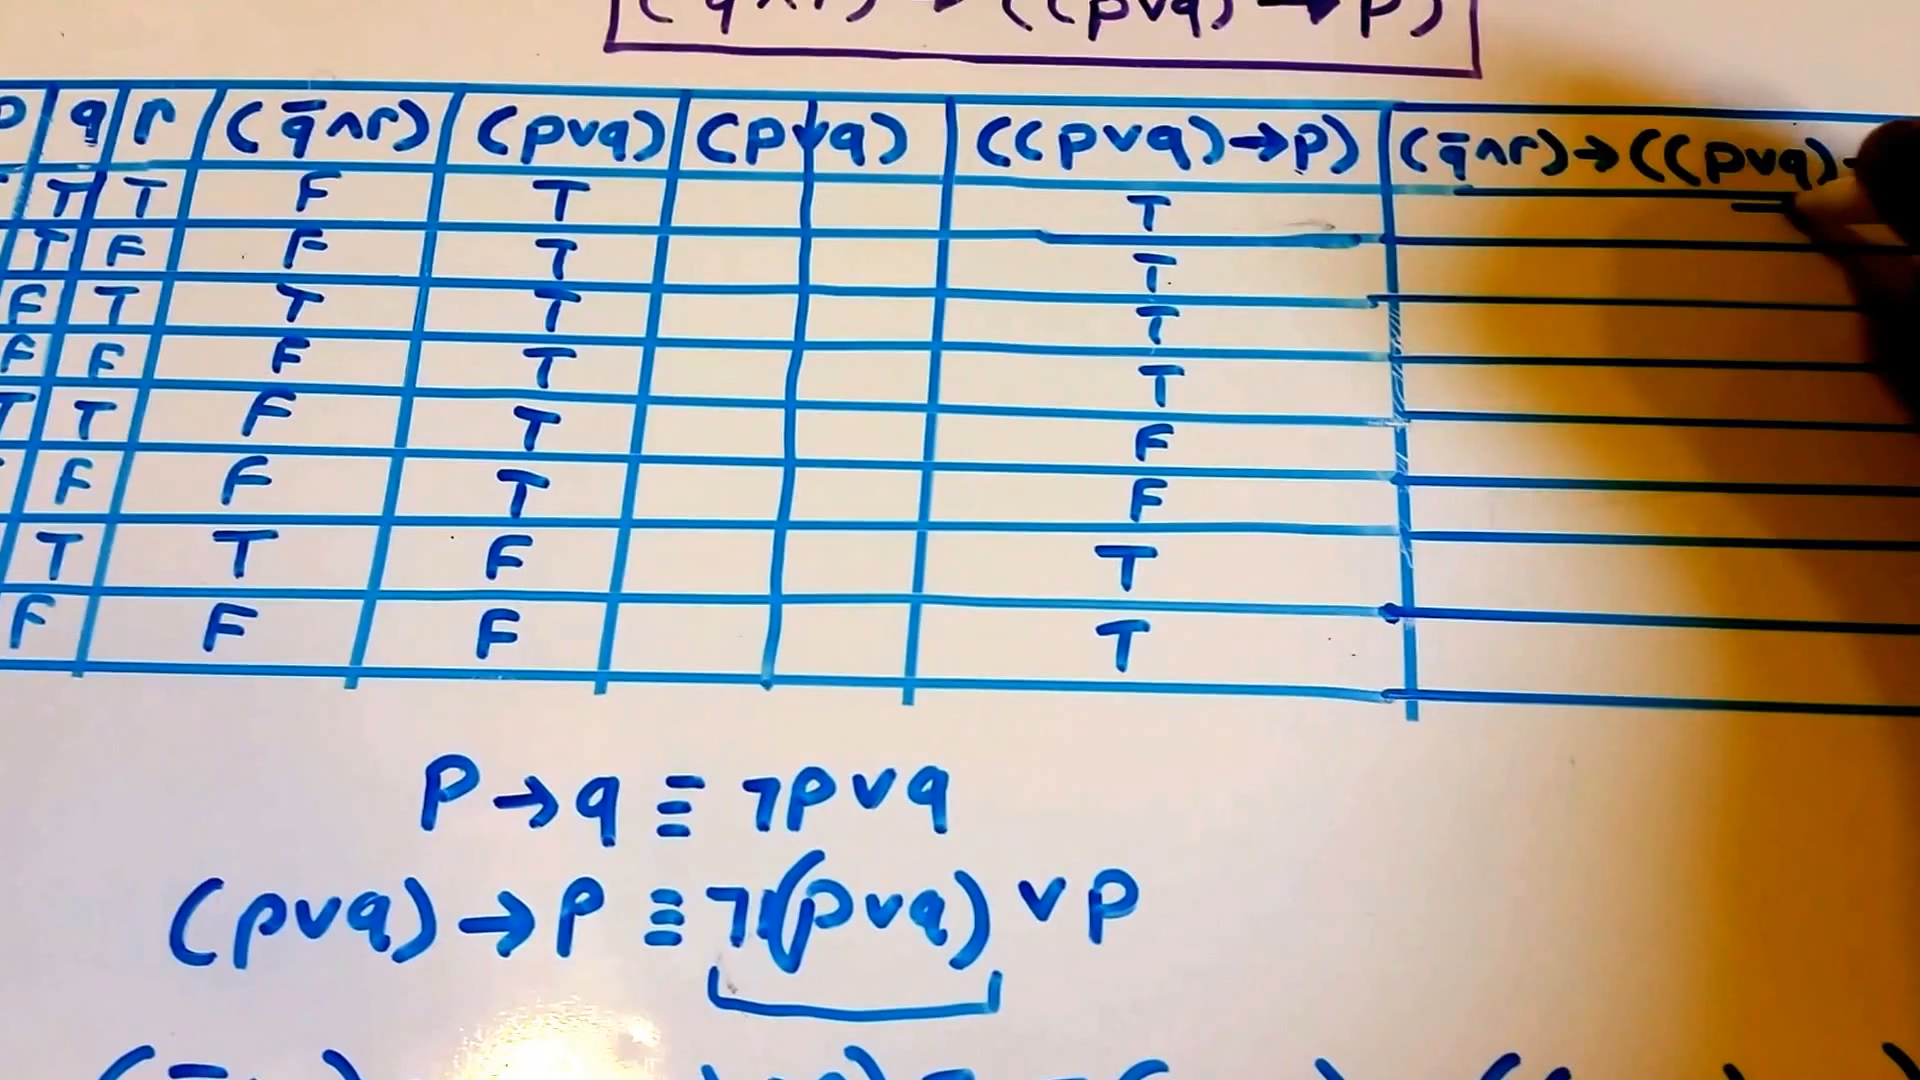 (q̄∧r) → ((p∨q) → p)
p q r (q̄∧r) (p∨q) (p∨q) ((p∨q)→p) (q̄∧r)→((p∨q)
T T F T T
T F F T T
F T T T T
F F F T T
T T F T F
F F T F
T T F T
F F F T
p → q ≡ ¬p∨q
(p∨q) → p ≡ ¬(p∨q) ∨ p